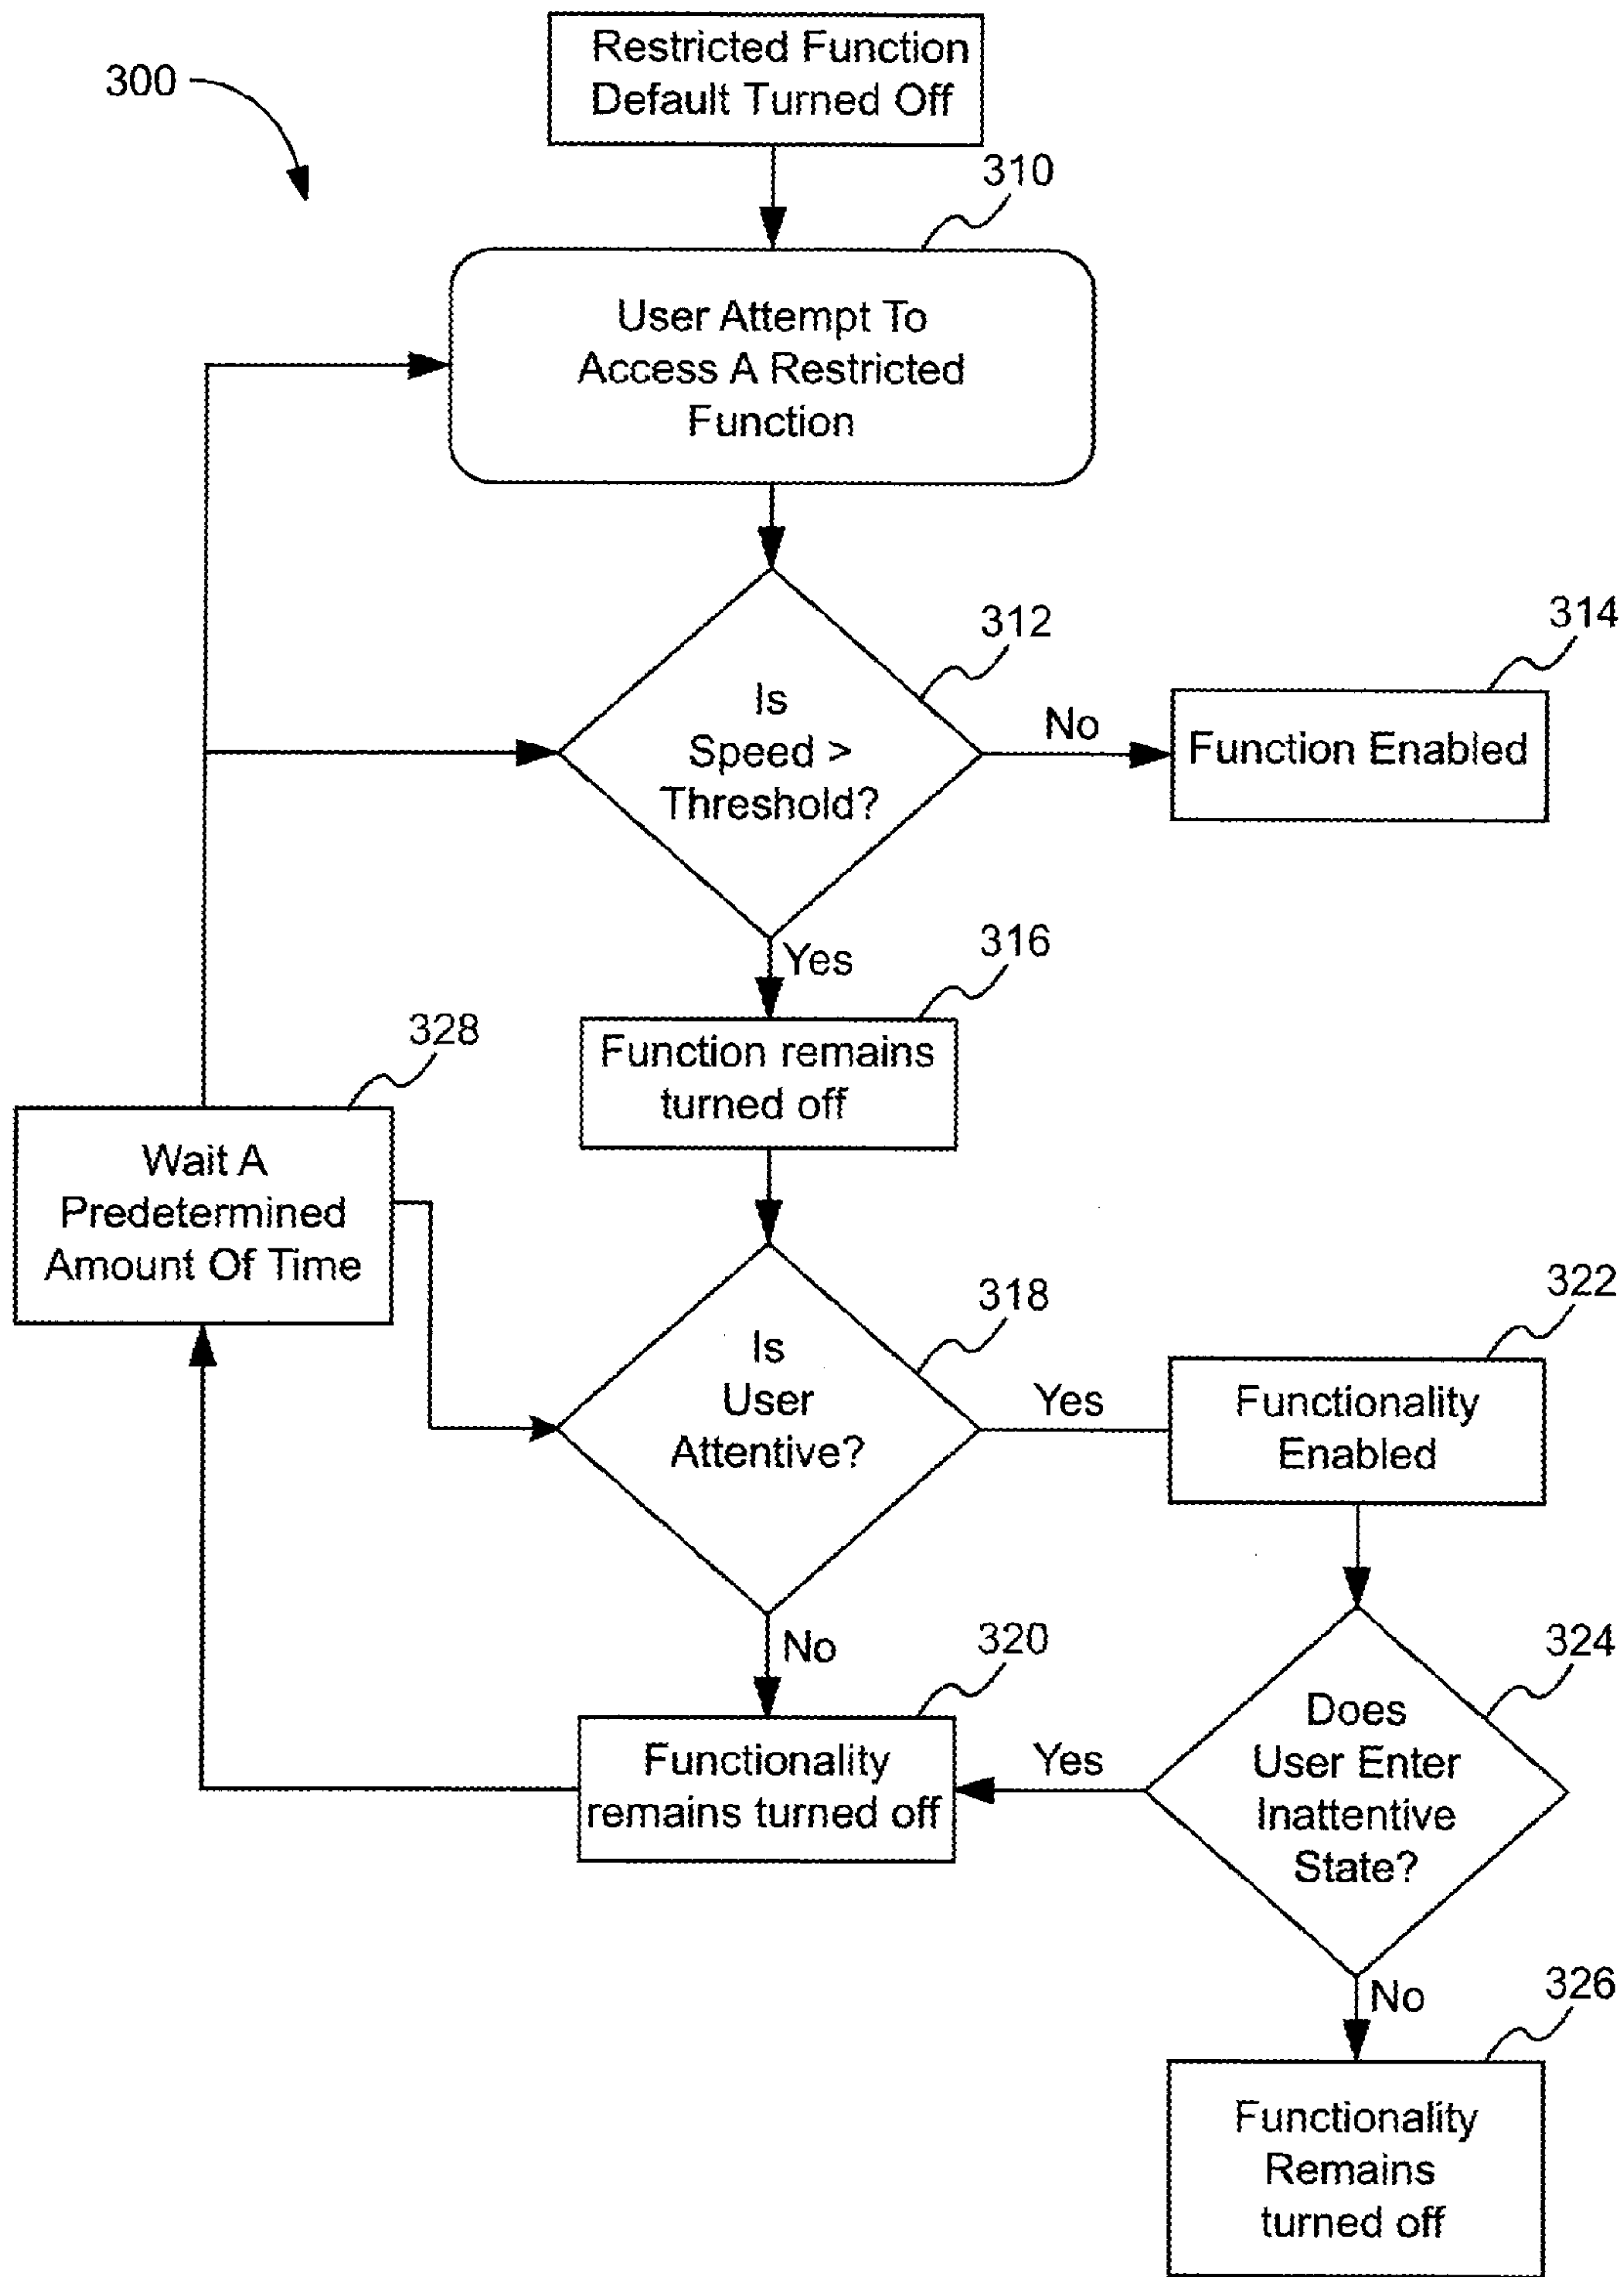 Restricted Function
Default Turned Off
300
310
User Attempt To
Access A Restricted
Function
312
Is
Speed >
Threshold?
No
314
Function Enabled
Yes
316
Function remains
turned off
328
Wait A
Predetermined
Amount Of Time
318
Is
User
Attentive?
Yes
322
Functionality
Enabled
No
320
Functionality
remains turned off
Yes
324
Does
User Enter
Inattentive
State?
No
326
Functionality
Remains
turned off